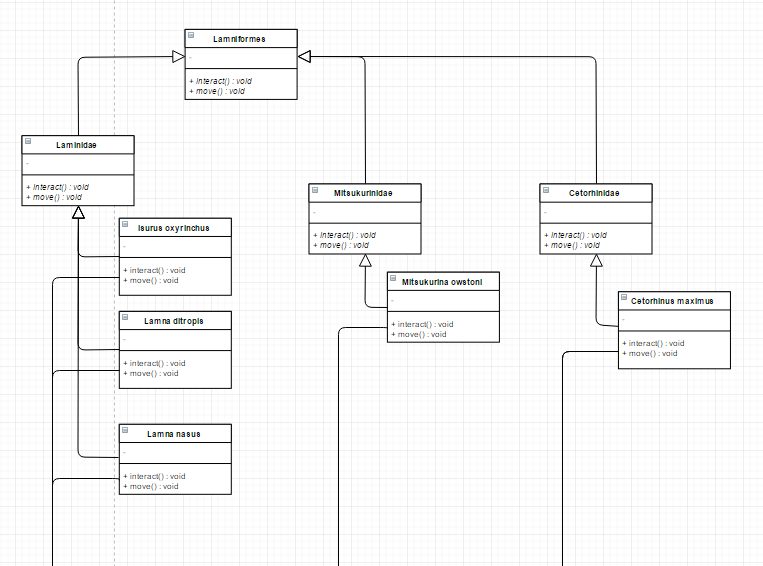 Lamniformes
-
+ interact() : void
+ move() : void
Laminidae
-
+ interact() : void
+ move() : void
Mitsukurinidae
-
+ interact() : void
+ move() : void
Cetorhinidae
-
+ interact() : void
+ move() : void
Isurus oxyrinchus
-
+ interact() : void
+ move() : void
Mitsukurina owstoni
-
+ interact() : void
+ move() : void
Cetorhinus maximus
-
+ interact() : void
+ move() : void
Lamna ditropis
-
+ interact() : void
+ move() : void
Lamna nasus
-
+ interact() : void
+ move() : void